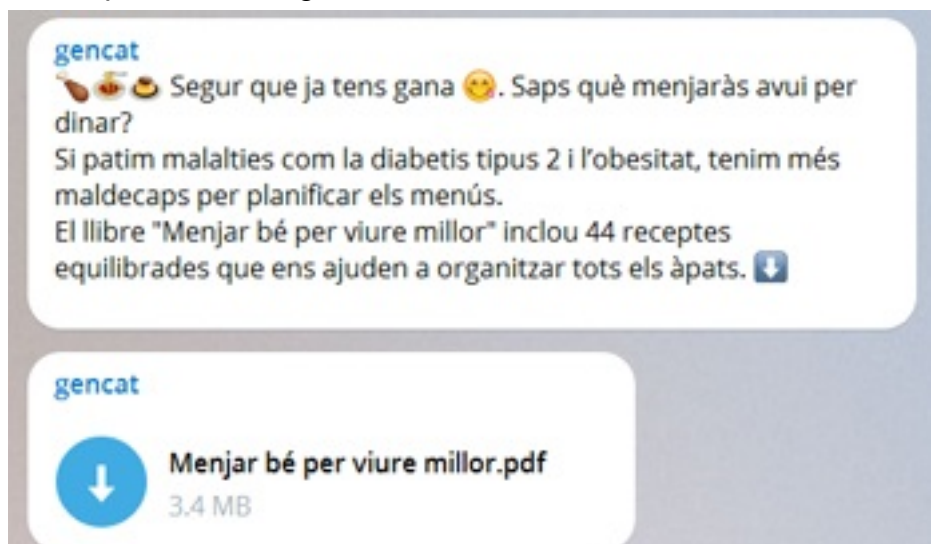 gencat
🍗🍝🍮 Segur que ja tens gana 😋. Saps què menjaràs avui per
dinar?
Si patim malalties com la diabetis tipus 2 i l'obesitat, tenim més
maldecaps per planificar els menús.
El llibre "Menjar bé per viure millor" inclou 44 receptes
equilibrades que ens ajuden a organitzar tots els àpats. ⬇️
gencat
Menjar bé per viure millor.pdf
3.4 MB